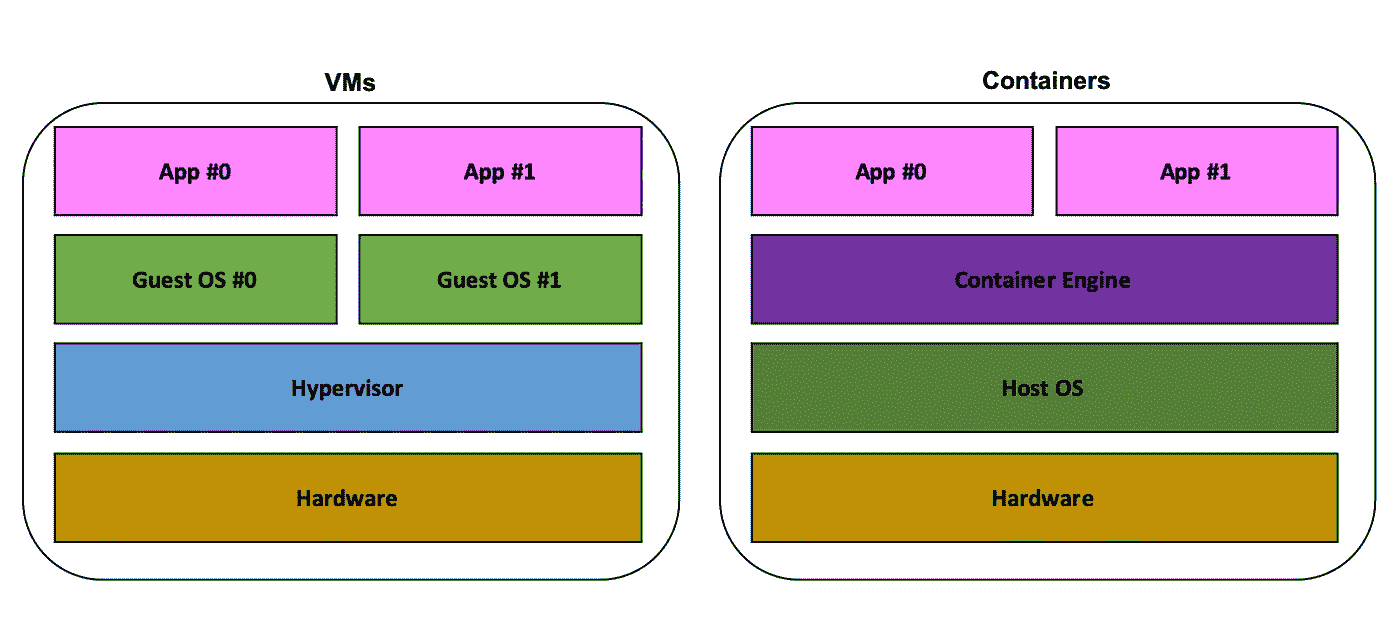 VMs
App #0
App #1
Guest OS #0
Guest OS #1
Hypervisor
Hardware
Containers
App #0
App #1
Container Engine
Host OS
Hardware